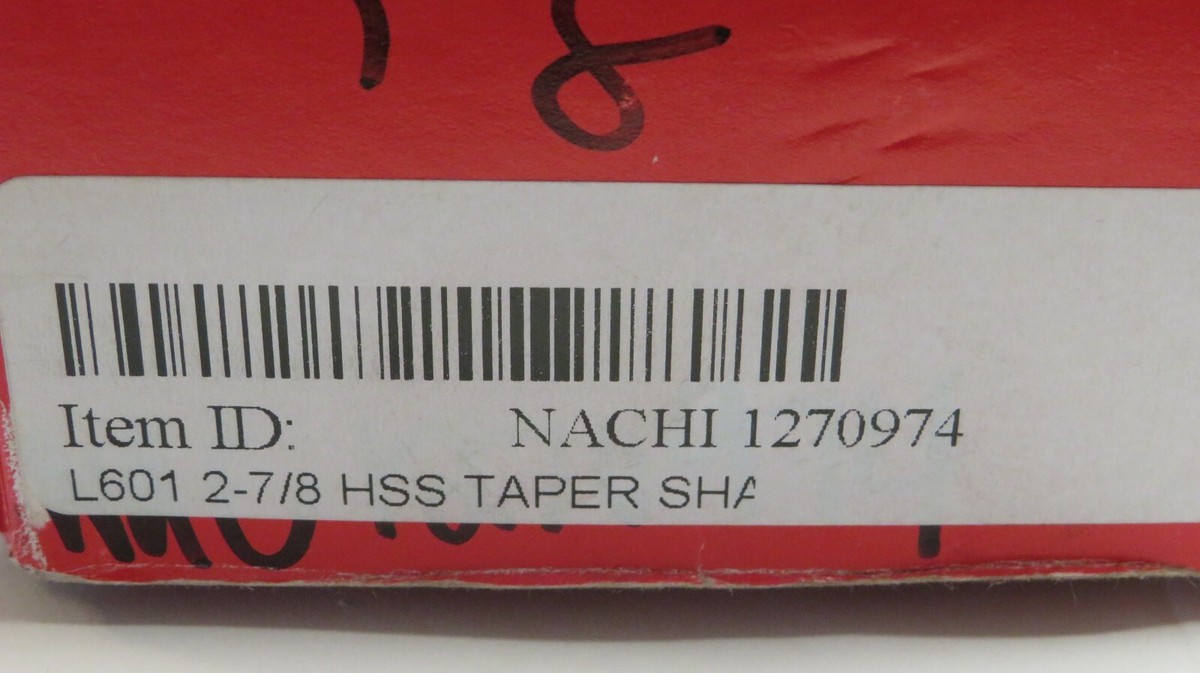 8
Item ID: NACHI 1270974
L601 2-7/8 HSS TAPER SHA